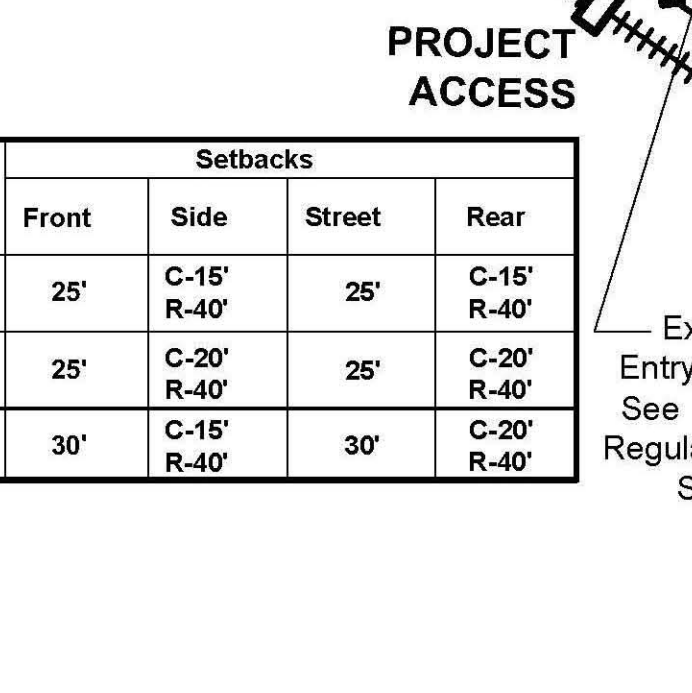 PROJECT
ACCESS
Setbacks
Front Side Street Rear
25' C-15' R-40' 25' C-15' R-40'
25' C-20' R-40' 25' C-20' R-40'
30' C-15' R-40' 30' C-20' R-40'
Entry
See